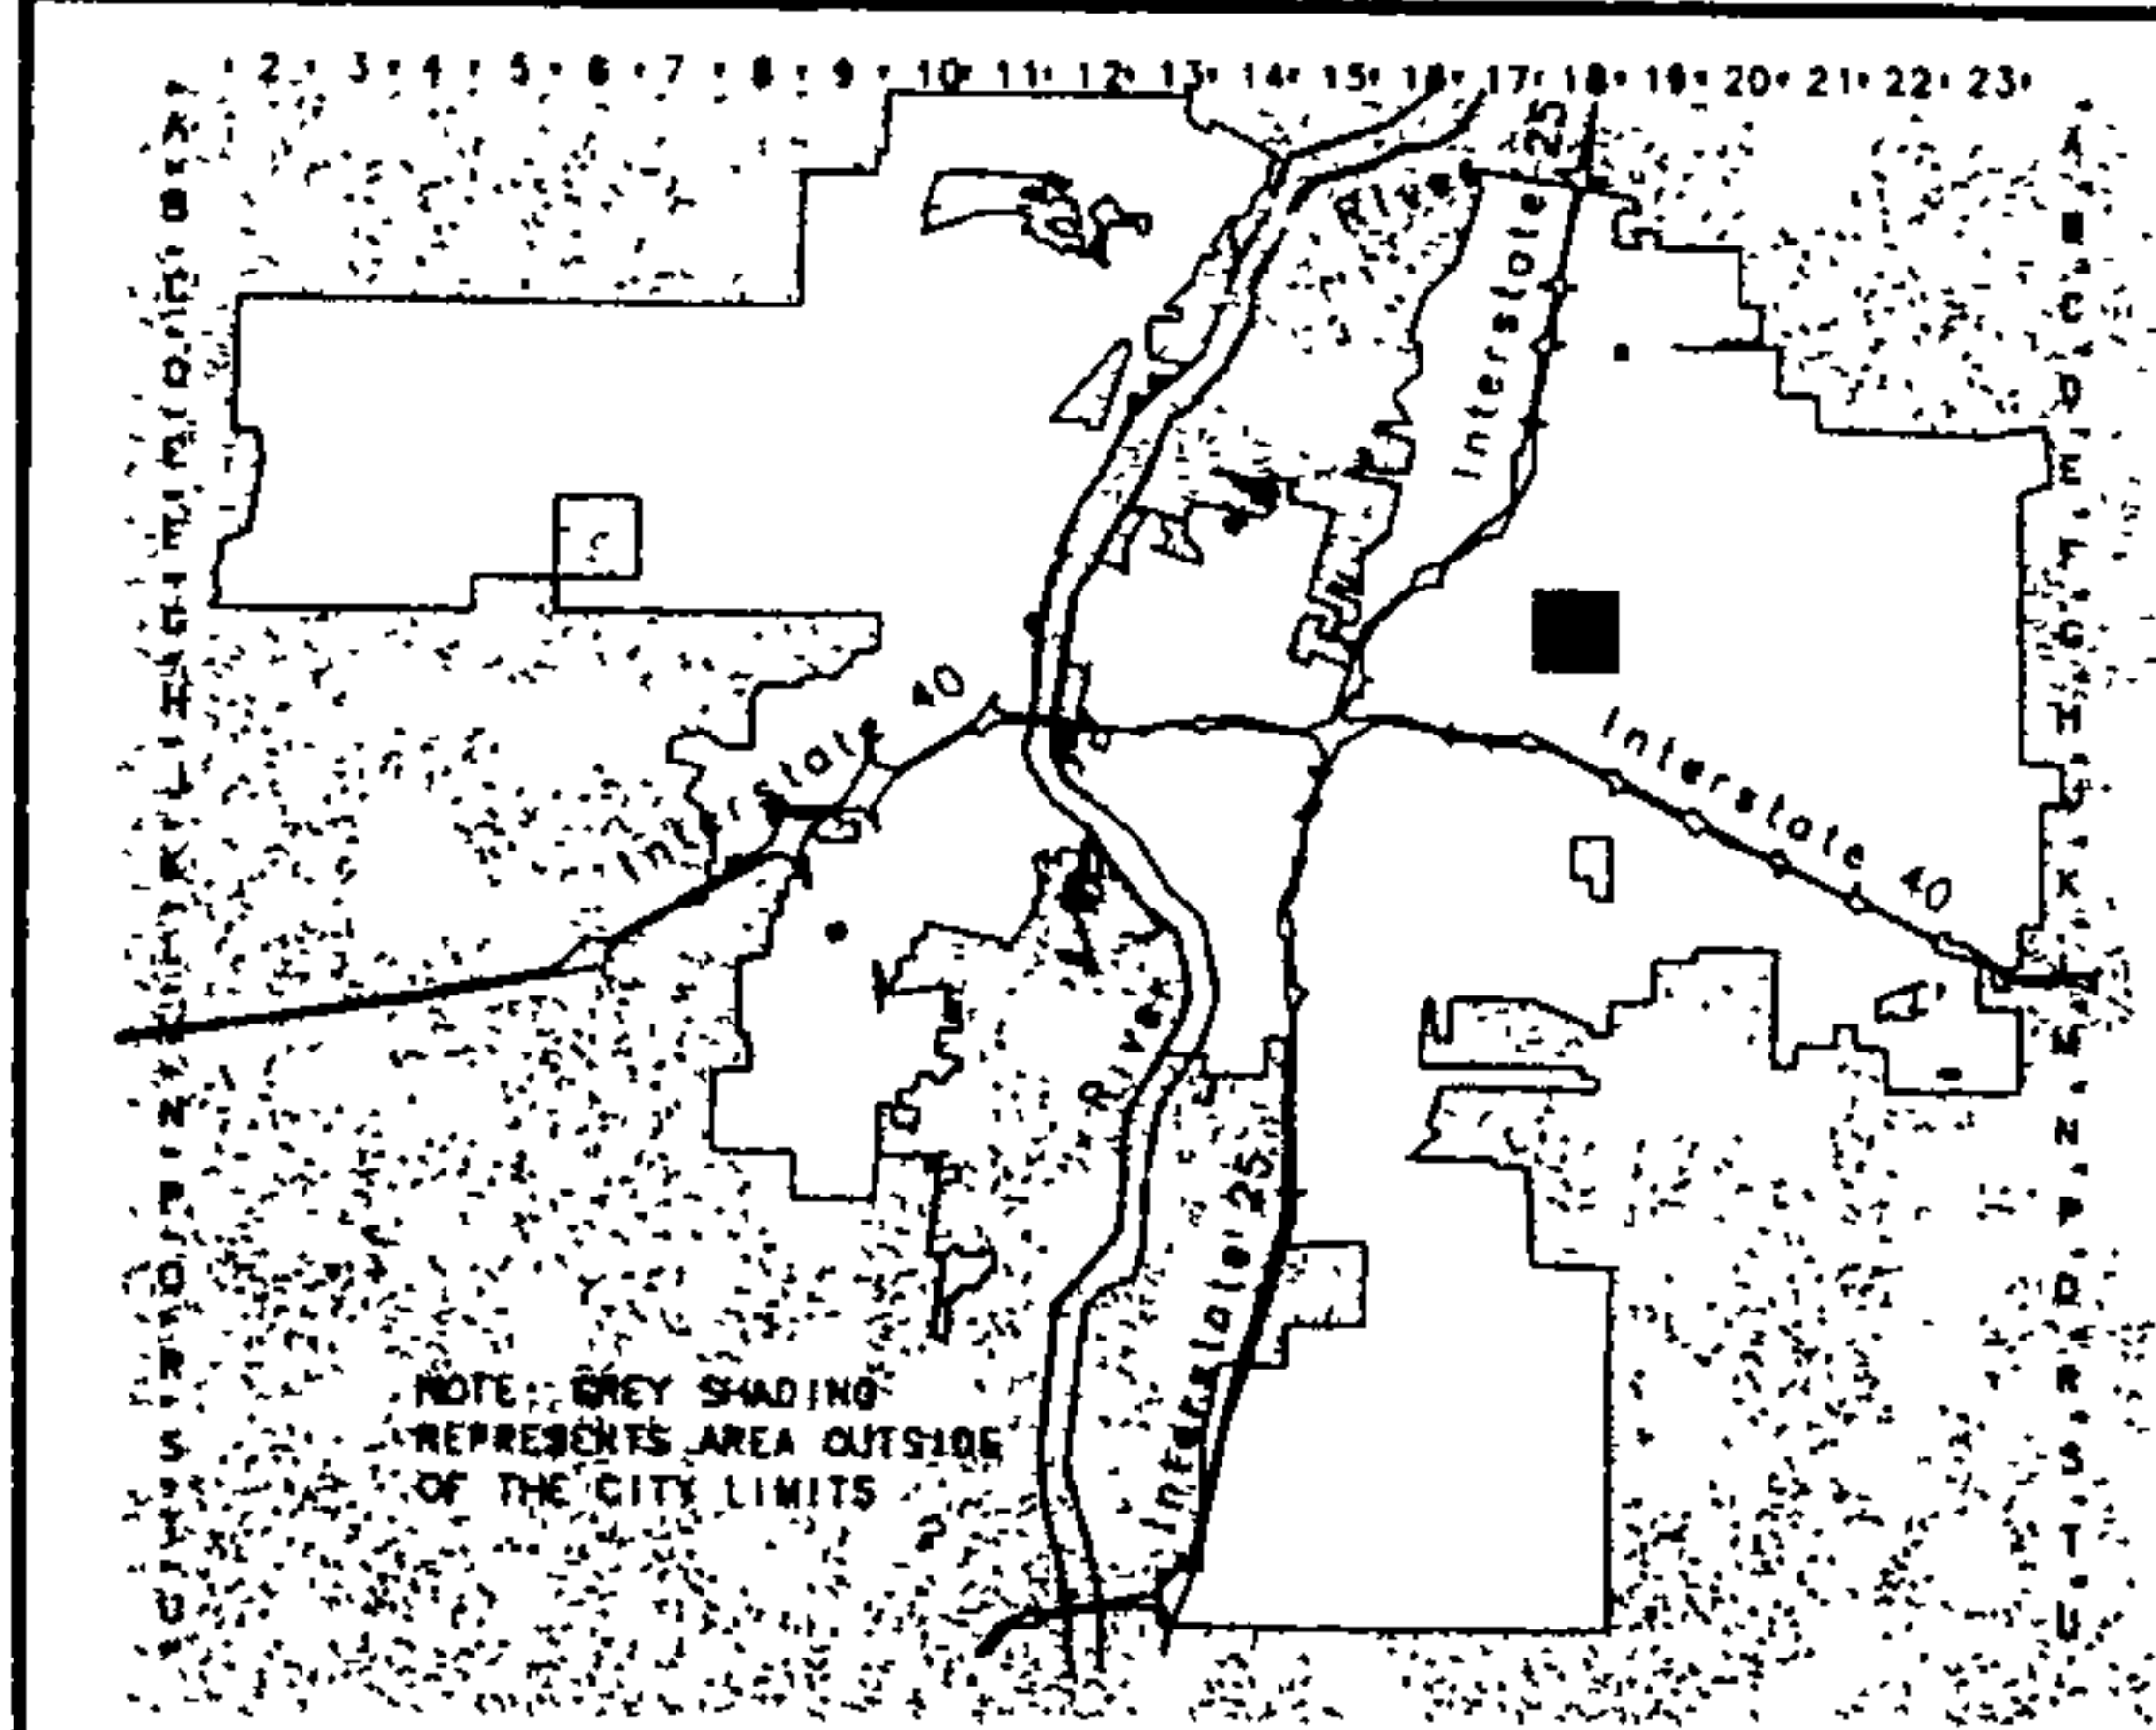 2 3 4 5 6 7 8 9 10 11 12 13 14 15 16 17 18 19 20 21 22 23
River
Interstate 25
Interstate 40
Interstate 40
River
Interstate 25
NOTE: GREY SHADING
REPRESENTS AREA OUTSIDE
OF THE CITY LIMITS
A
B
C
D
E
F
G
H
J
K
L
M
N
P
Q
R
S
T
U
A
B
C
D
E
F
G
H
J
K
L
M
N
P
Q
R
S
T
U